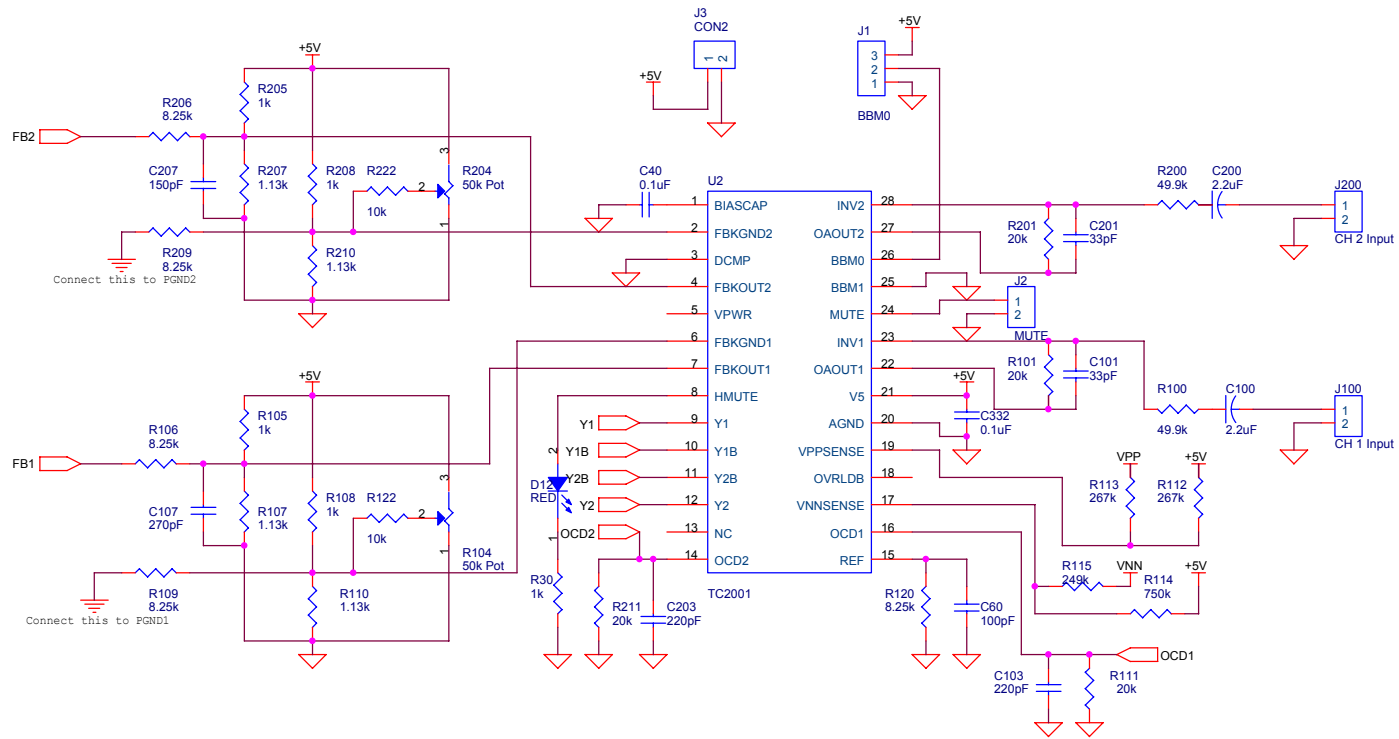 J3
CON2
1
2
+5V
J1
+5V
3
2
1
BBM0
+5V
R205
1k
R206
8.25k
FB2
C207
150pF
R207
1.13k
R208
1k
R222
10k
3
2
1
R204
50k Pot
R209
8.25k
R210
1.13k
Connect this to PGND2
C40
0.1uF
U2
1 BIASCAP
2 FBKGND2
3 DCMP
4 FBKOUT2
5 VPWR
6 FBKGND1
7 FBKOUT1
8 HMUTE
9 Y1
10 Y1B
11 Y2B
12 Y2
13 NC
14 OCD2
INV2 28
OAOUT2 27
BBM0 26
BBM1 25
MUTE 24
INV1 23
OAOUT1 22
V5 21
AGND 20
VPPSENSE 19
OVRLDB 18
VNNSENSE 17
OCD1 16
REF 15
TC2001
R200
49.9k
C200
2.2uF
J200
1
2
CH 2 Input
R201
20k
C201
33pF
J2
1
2
MUTE
R101
20k
C101
33pF
+5V
C332
0.1uF
R100
49.9k
C100
2.2uF
J100
1
2
CH 1 Input
VPP
+5V
R113
267k
R112
267k
R115
249k
VNN
R114
750k
+5V
+5V
R105
1k
R106
8.25k
FB1
C107
270pF
R107
1.13k
R108
1k
R122
10k
3
2
1
R104
50k Pot
R109
8.25k
R110
1.13k
Connect this to PGND1
Y1
Y1B
Y2B
Y2
OCD2
2
D12
RED
1
R30
1k
R211
20k
C203
220pF
R120
8.25k
C60
100pF
OCD1
C103
220pF
R111
20k